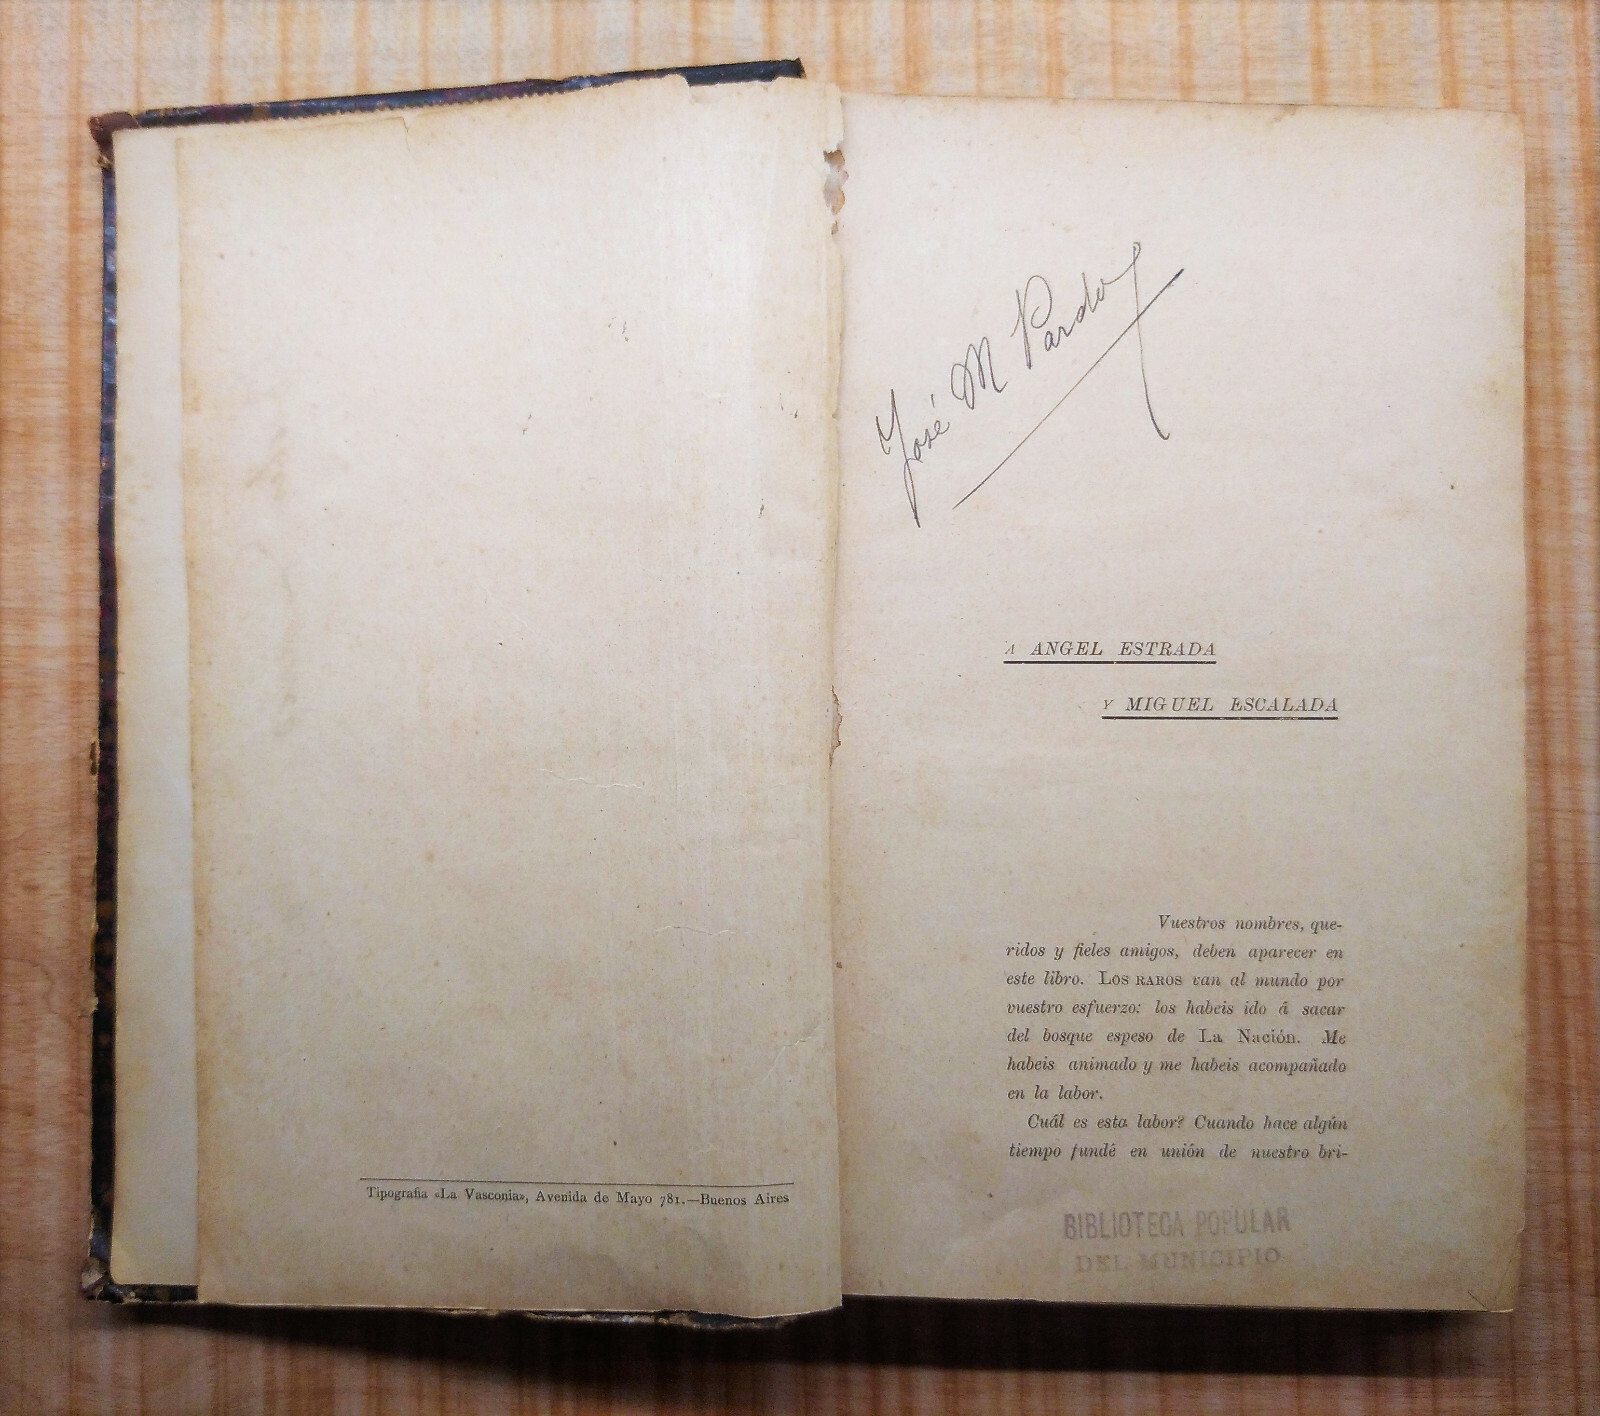 Tipografia «La Vasconia», Avenida de Mayo 781.—Buenos Aires
José M Pardo
A ANGEL ESTRADA
Y MIGUEL ESCALADA
Vuestros nombres, que-
ridos y fieles amigos, deben aparecer en
este libro. LOS RAROS van al mundo por
vuestro esfuerzo: los habeis ido á sacar
del bosque espeso de La Nación. Me
habeis animado y me habeis acompañado
en la labor.
Cuál es esta labor? Cuando hace algún
tiempo fundé en unión de nuestro bri-
BIBLIOTECA POPULAR
DEL MUNICIPIO